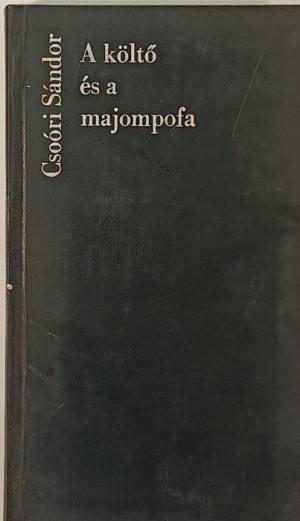 Csoóri Sándor
A költő
és a
majompofa